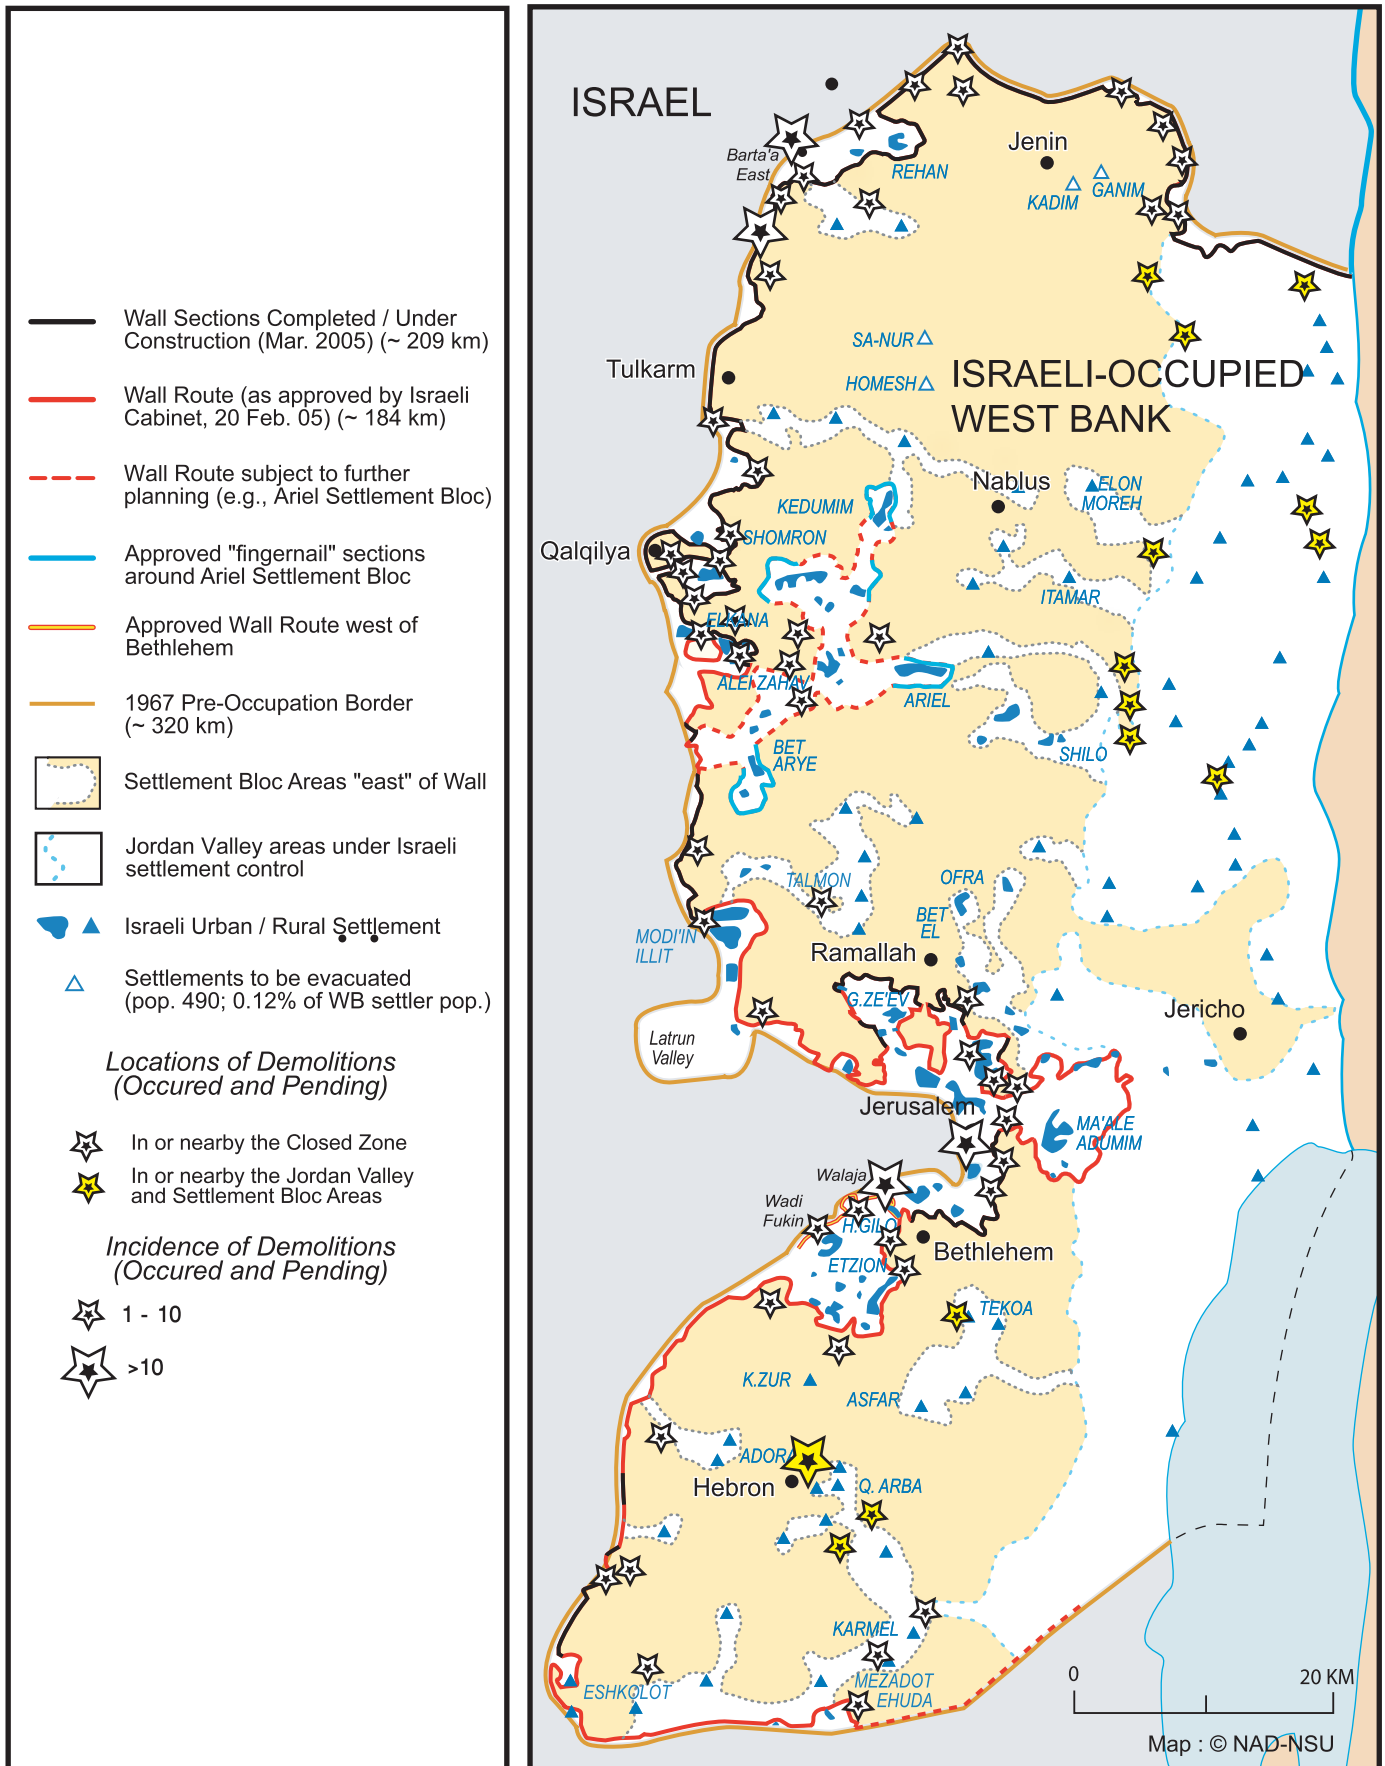 Wall Sections Completed / Under
Construction (Mar. 2005) (~ 209 km)
Wall Route (as approved by Israeli
Cabinet, 20 Feb. 05) (~ 184 km)
Wall Route subject to further
planning (e.g., Ariel Settlement Bloc)
Approved "fingernail" sections
around Ariel Settlement Bloc
Approved Wall Route west of
Bethlehem
1967 Pre-Occupation Border
(~ 320 km)
Settlement Bloc Areas "east" of Wall
Jordan Valley areas under Israeli
settlement control
Israeli Urban / Rural Settlement
Settlements to be evacuated
(pop. 490; 0.12% of WB settler pop.)
Locations of Demolitions
(Occured and Pending)
In or nearby the Closed Zone
In or nearby the Jordan Valley
and Settlement Bloc Areas
Incidence of Demolitions
(Occured and Pending)
1 - 10
>10
ISRAEL
Barta'a
East
REHAN
Jenin
KADIM
GANIM
SA-NUR
HOMESH
ISRAELI-OCCUPIED
WEST BANK
Tulkarm
Nablus
ELON
MOREH
KEDUMIM
SHOMRON
Qalqilya
ITAMAR
ELKANA
ALEI ZAHAV
ARIEL
BET
ARYE
SHILO
TALMON
OFRA
BET
EL
MODI'IN
ILLIT
Ramallah
G.ZE'EV
Jericho
Latrun
Valley
Jerusalem
MA'ALE
ADUMIM
Walaja
Wadi
Fukin
H.GILO
Bethlehem
ETZION
TEKOA
K.ZUR
ASFAR
ADORA
Hebron
Q. ARBA
KARMEL
MEZADOT
EHUDA
ESHKOLOT
0
20 KM
Map : © NAD-NSU